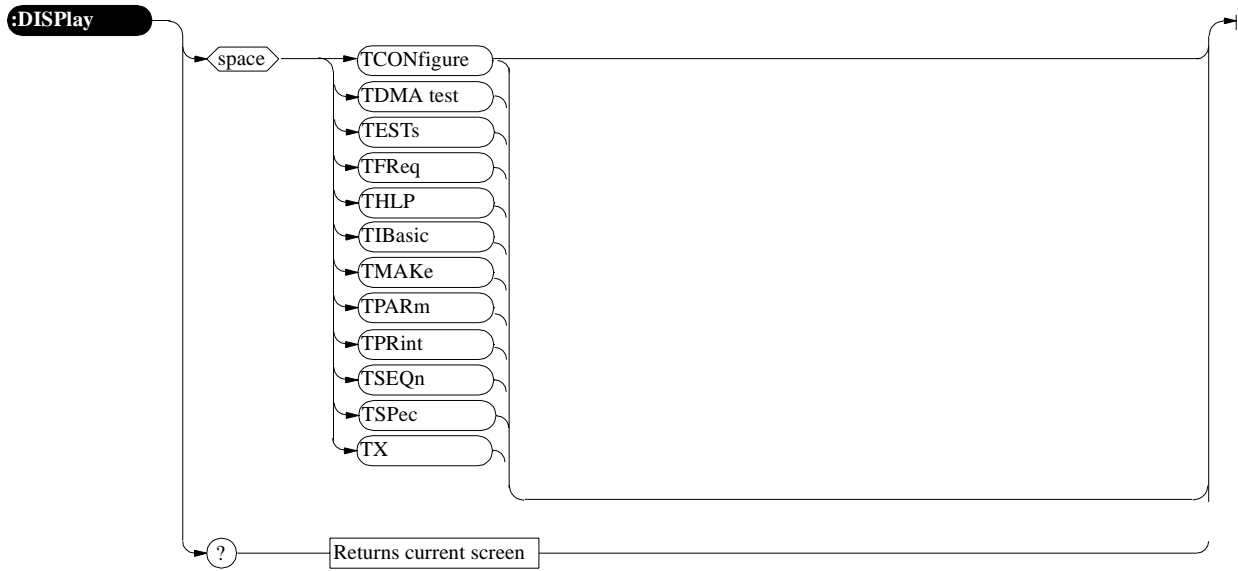 :DISPlay
space
TCONfigure
TDMA test
TESTs
TFReq
THLP
TIBasic
TMAKe
TPARm
TPRint
TSEQn
TSPec
TX
?
Returns current screen